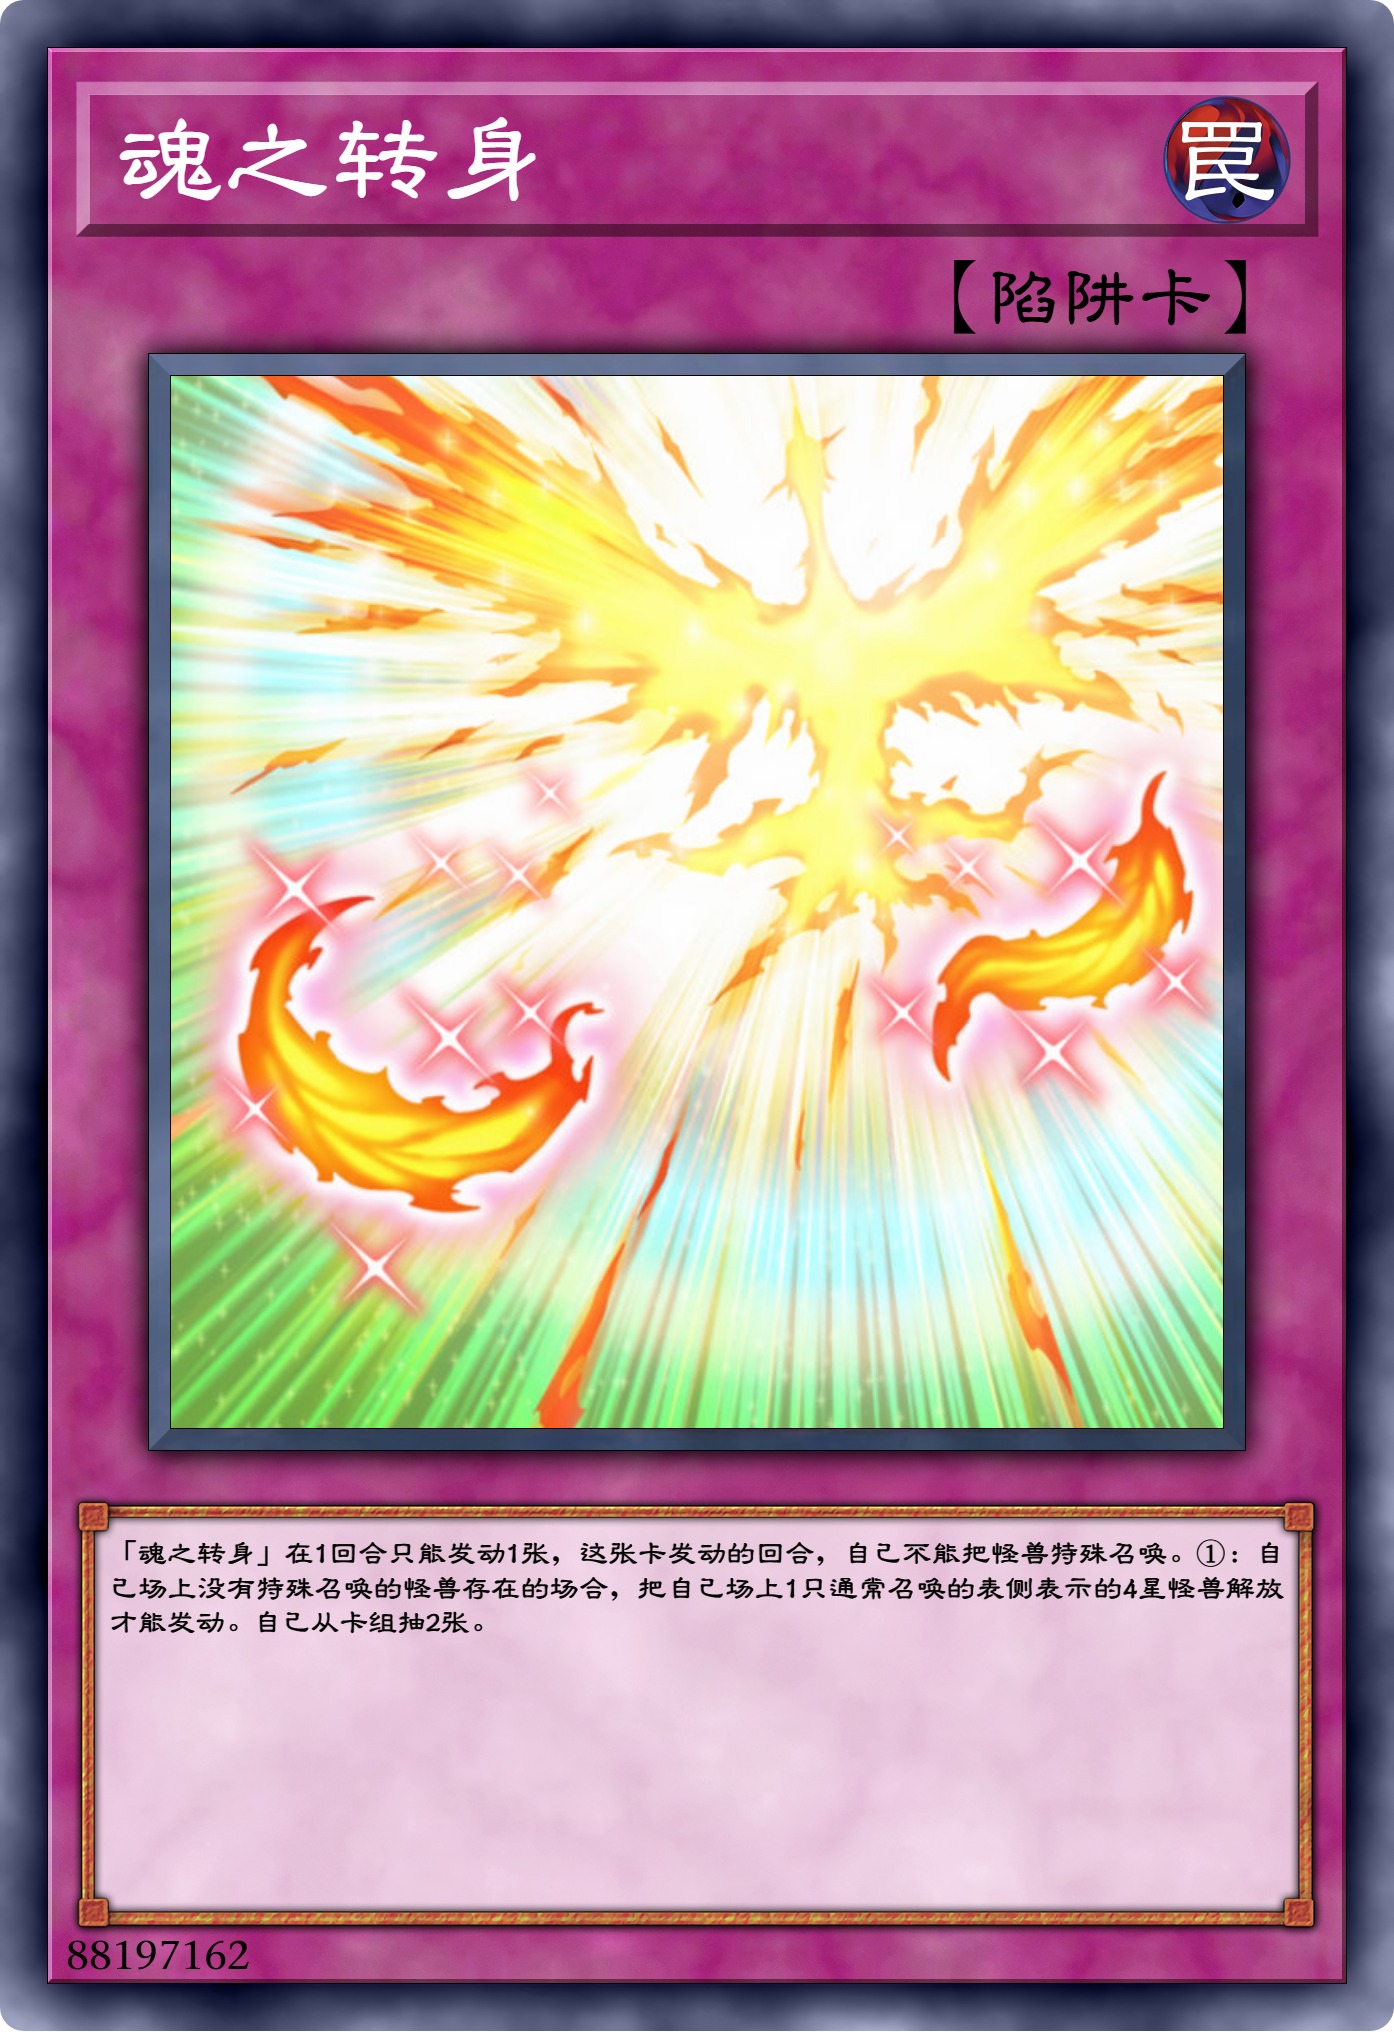 魂之转身
罠
【陷阱卡】
「魂之转身」在1回合只能发动1张，这张卡发动的回合，自己不能把怪兽特殊召唤。①：自
己场上没有特殊召唤的怪兽存在的场合，把自己场上1只通常召唤的表侧表示的4星怪兽解放
才能发动。自己从卡组抽2张。
88197162